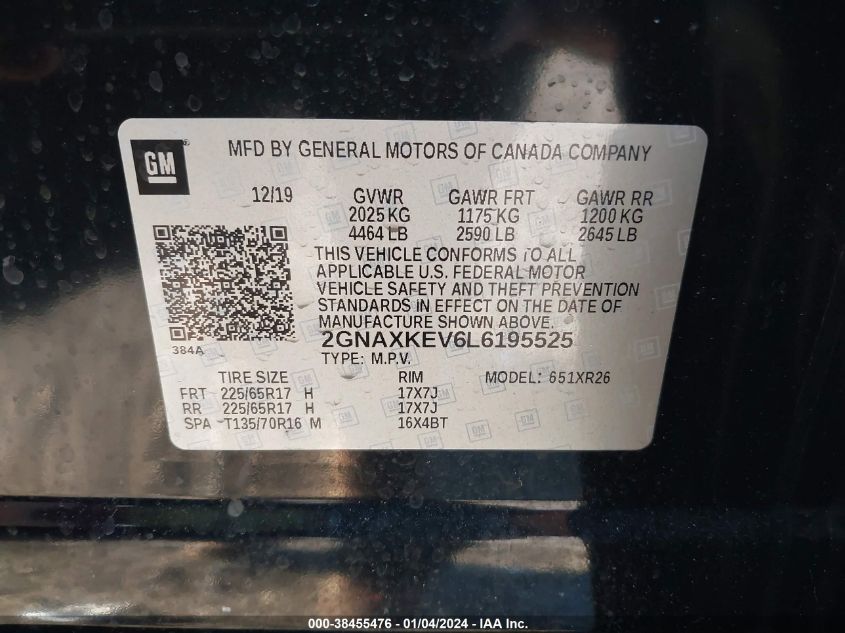 GM ®
MFD BY GENERAL MOTORS OF CANADA COMPANY
12/19 GVWR GAWR FRT GAWR RR
2025 KG 1175 KG 1200 KG
4464 LB 2590 LB 2645 LB
THIS VEHICLE CONFORMS TO ALL
APPLICABLE U.S. FEDERAL MOTOR
VEHICLE SAFETY AND THEFT PREVENTION
STANDARDS IN EFFECT ON THE DATE OF
MANUFACTURE SHOWN ABOVE.
2GNAXKEV6L6195525
384A
TYPE: M.P.V.
TIRE SIZE RIM MODEL: 651XR26
FRT 225/65R17 H 17X7J
RR 225/65R17 H 17X7J
SPA T135/70R16 M 16X4BT
000-38455476 - 01/04/2024 - IAA Inc.